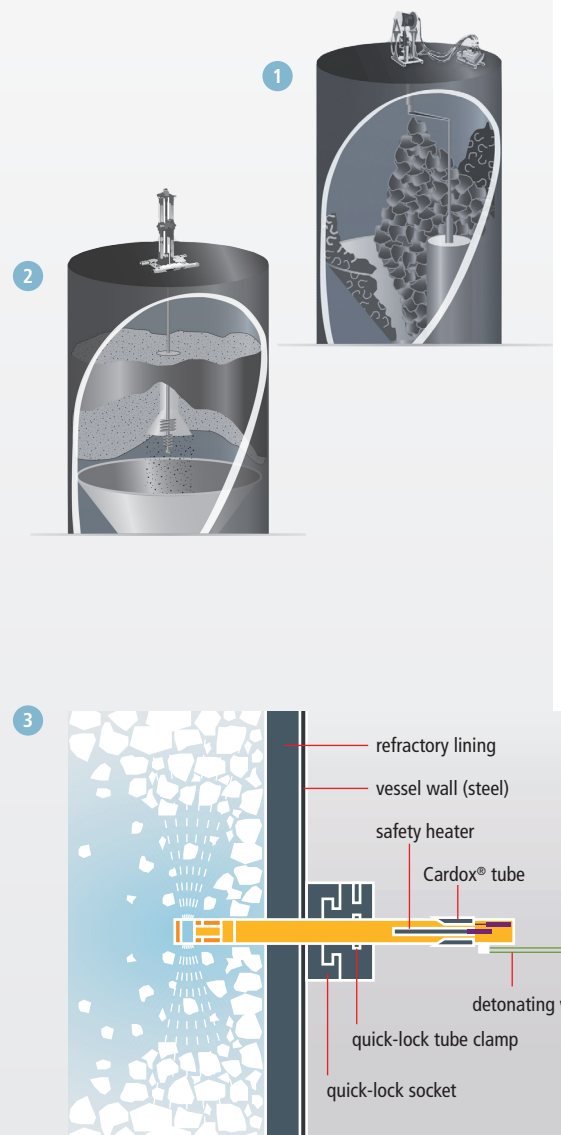 1
2
3
refractory lining
vessel wall (steel)
safety heater
Cardox® tube
detonating
quick-lock tube clamp
quick-lock socket